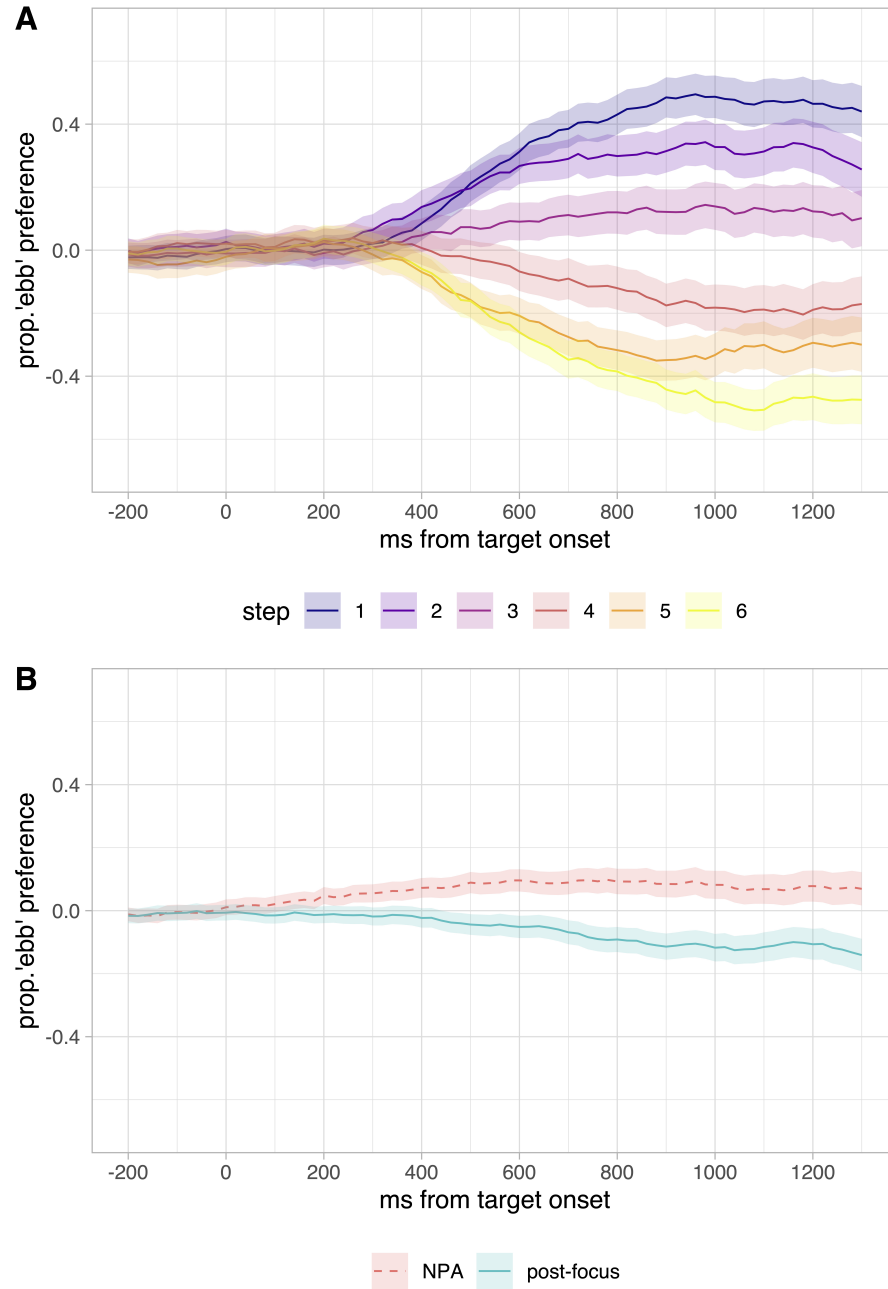 A
prop.'ebb' preference
0.4
0.0
-0.4
-200 0 200 400 600 800 1000 1200
ms from target onset
step 1 2 3 4 5 6
B
prop.'ebb' preference
0.4
0.0
-0.4
-200 0 200 400 600 800 1000 1200
ms from target onset
NPA post-focus